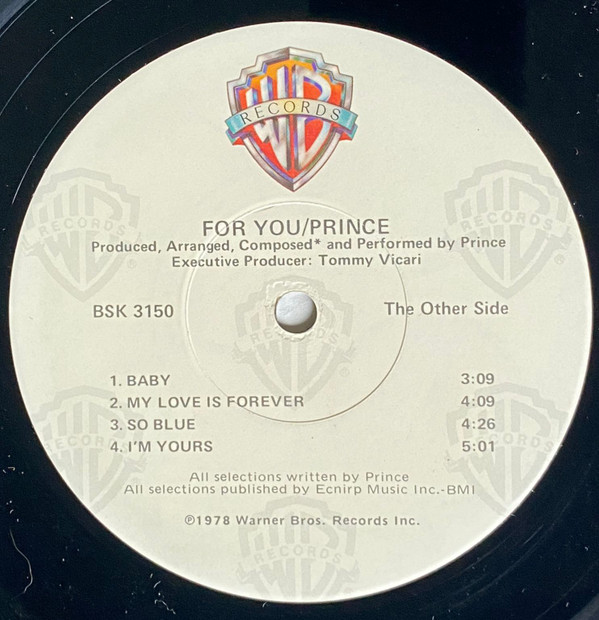 WB
RECORDS
FOR YOU/PRINCE
Produced, Arranged, Composed* and Performed by Prince
Executive Producer: Tommy Vicari
BSK 3150
The Other Side
1. BABY 3:09
2. MY LOVE IS FOREVER 4:09
3. SO BLUE 4:26
4. I'M YOURS 5:01
All selections written by Prince
All selections published by Ecnirp Music Inc.-BMI
℗1978 Warner Bros. Records Inc.